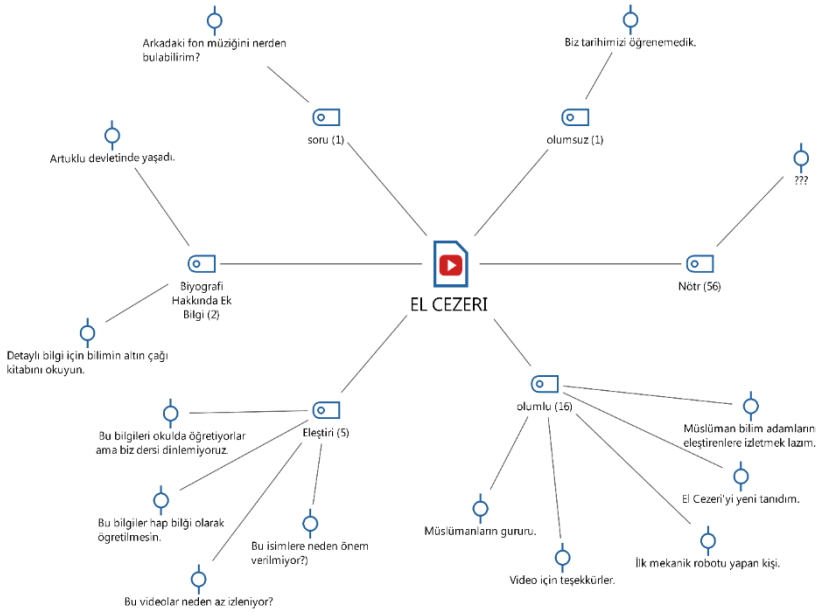 Arkadaki fon müziğini nerden
bulabilirim?
Biz tarihimizi öğrenemedik.
soru (1)
olumsuz (1)
Artuklu devletinde yaşadı.
???
Biyografi
Hakkında Ek
Bilgi (2)
EL CEZERI
Nötr (56)
Detaylı bilgi için bilimin altın çağı
kitabını okuyun.
Eleştiri (5)
olumlu (16)
Bu bilgileri okulda öğretiyorlar
ama biz dersi dinlemiyoruz.
Müslüman bilim adamların
eleştirenlere izletmek lazım.
El Cezeri'yi yeni tanıdım.
Bu bilgiler hap bilği olarak
ögretilmesin.
Bu isimlere neden önem
verilmiyor?)
Müslümanların gururu.
Video için teşekkürler.
İlk mekanik robotu yapan kişi.
Bu videolar neden az izleniyor?